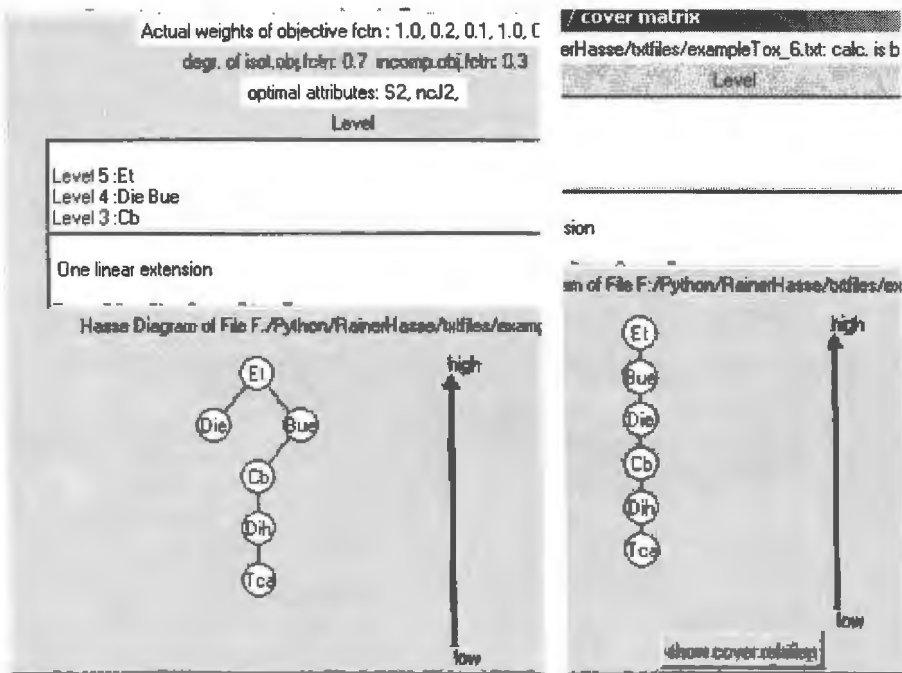 Actual weights of objective fctn : 1.0, 0.2, 0.1, 1.0, 0
degr. of isol.obj.fctn: 0.7 incomp.obj.fctn: 0.3
optimal attributes: S2, ncJ2,
Level
Level 5 :Et
Level 4 :Die Bue
Level 3 :Cb
One linear extension
Hasse Diagram of File F:/Python/RainerHasse/txtfiles/examp
Et
high
Die
Bue
Cb
Dih
Tca
low
/ cover matrix
erHasse/txtfiles/exampleTox_6.txt: calc. is b
Level
sion
am of File F:/Python/RainerHasse/txtfiles/ex
Et
high
Bue
Die
Cb
Dih
Tca
low
show cover relation